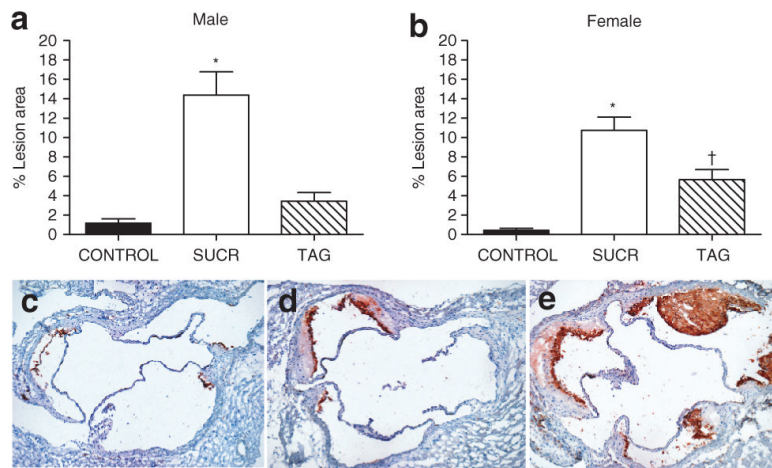 a
Male
% Lesion area
20
18
16
14
12
10
8
6
4
2
0
*
CONTROL
SUCR
TAG
b
Female
% Lesion area
20
18
16
14
12
10
8
6
4
2
0
*
†
CONTROL
SUCR
TAG
c
d
e